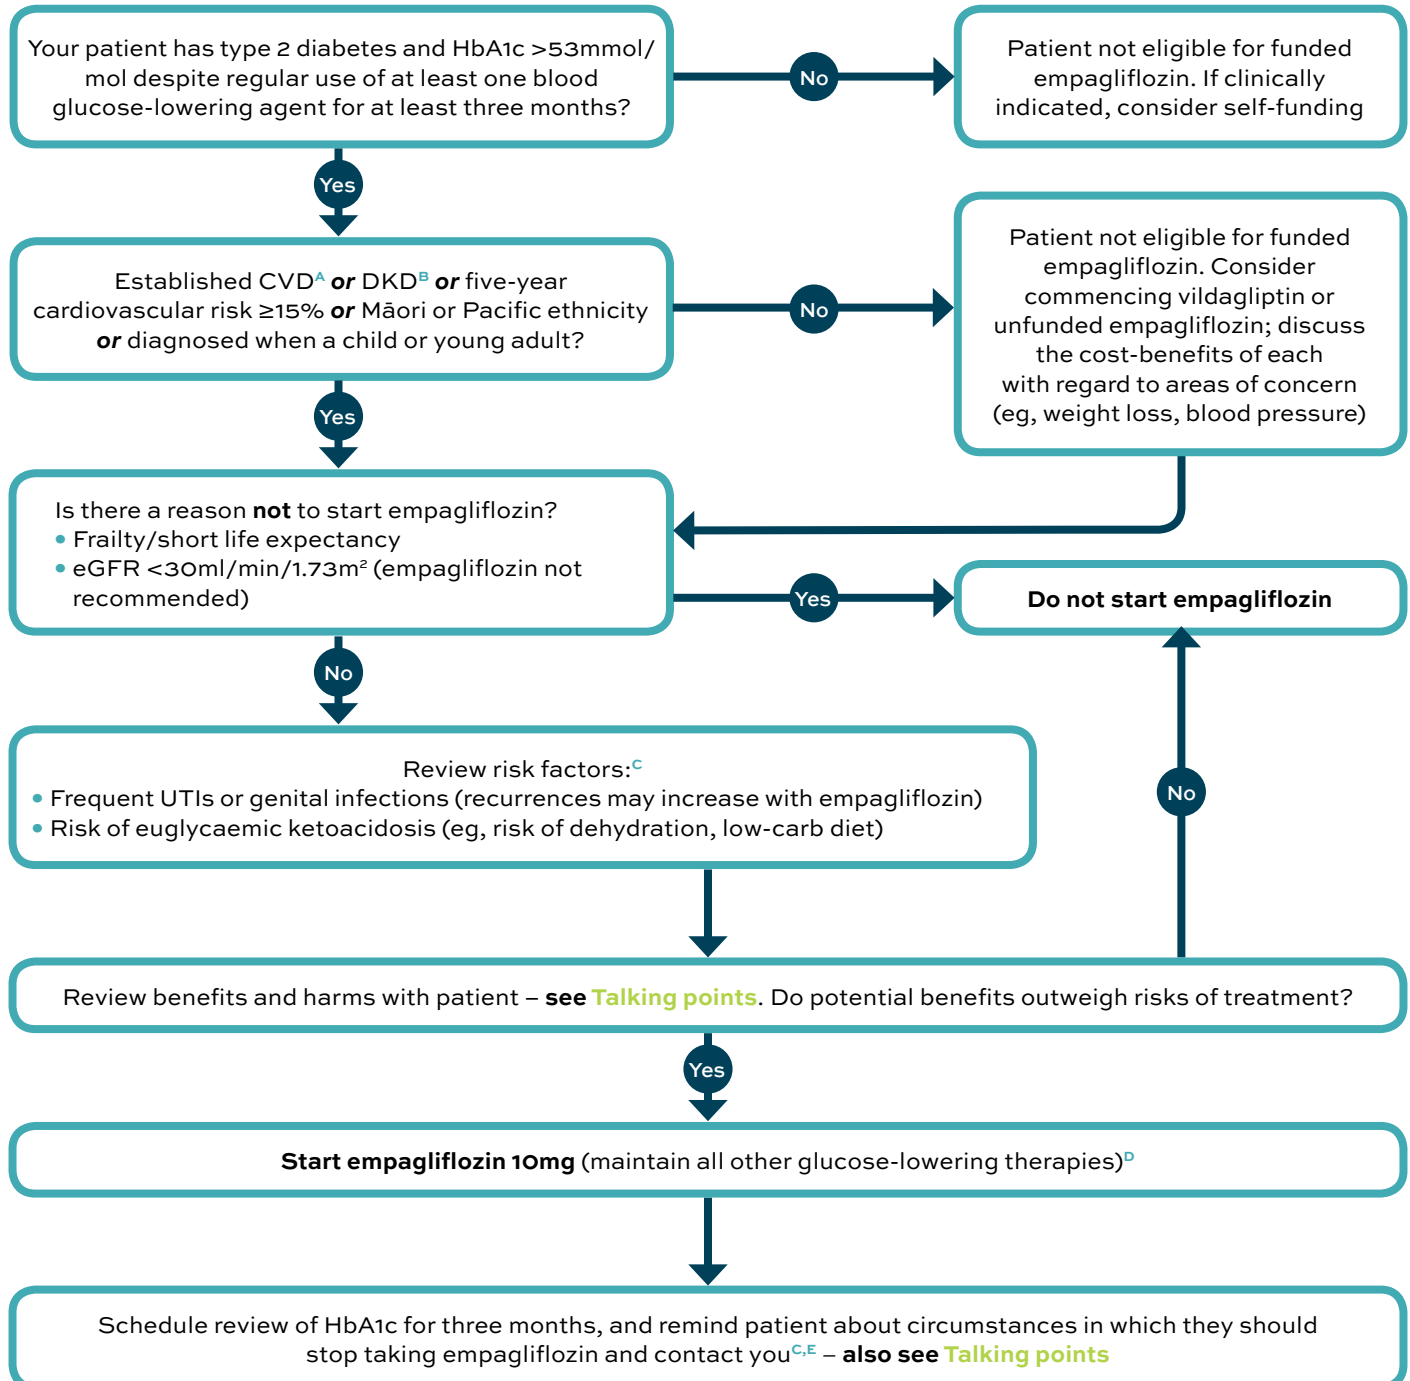 Your patient has type 2 diabetes and HbA1c >53mmol/
mol despite regular use of at least one blood
glucose-lowering agent for at least three months?
No
Patient not eligible for funded
empagliflozin. If clinically
indicated, consider self-funding
Yes
Established CVDᴬ or DKDᴮ or five-year
cardiovascular risk ≥15% or Māori or Pacific ethnicity
or diagnosed when a child or young adult?
No
Patient not eligible for funded
empagliflozin. Consider
commencing vildagliptin or
unfunded empagliflozin; discuss
the cost-benefits of each
with regard to areas of concern
(eg, weight loss, blood pressure)
Yes
Is there a reason not to start empagliflozin?
• Frailty/short life expectancy
• eGFR <30ml/min/1.73m² (empagliflozin not
recommended)
Yes
Do not start empagliflozin
No
Review risk factors:ᶜ
• Frequent UTIs or genital infections (recurrences may increase with empagliflozin)
• Risk of euglycaemic ketoacidosis (eg, risk of dehydration, low-carb diet)
No
Review benefits and harms with patient – see Talking points. Do potential benefits outweigh risks of treatment?
Yes
Start empagliflozin 10mg (maintain all other glucose-lowering therapies)ᴰ
Schedule review of HbA1c for three months, and remind patient about circumstances in which they should
stop taking empagliflozin and contact youᶜ,ᴱ – also see Talking points